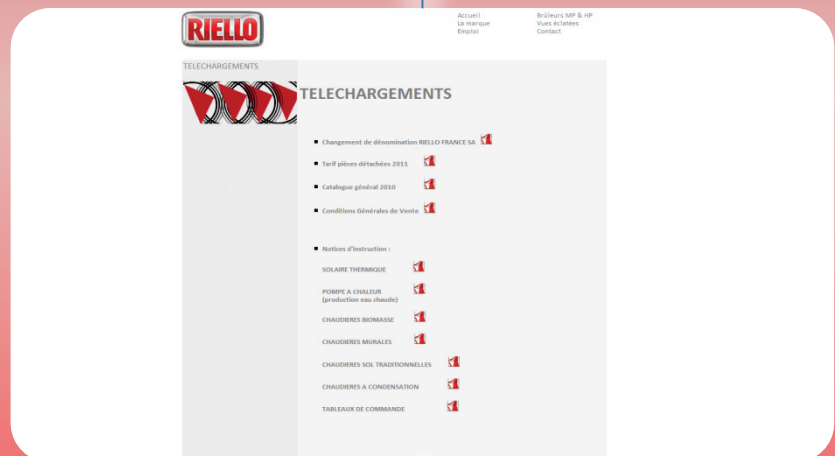 RIELLO
Accueil
La marque
Emploi
Brûleurs MP & HP
Vues éclatées
Contact
TELECHARGEMENTS
TELECHARGEMENTS
Changement de dénomination RIELLO FRANCE SA
Tarif pièces détachées 2011
Catalogue général 2010
Conditions Générales de Vente
Notices d'instruction :
SOLAIRE THERMIQUE
POMPE A CHALEUR
(production eau chaude)
CHAUDIERES BIOMASSE
CHAUDIERES MURALES
CHAUDIERES SOL TRADITIONNELLES
CHAUDIERES A CONDENSATION
TABLEAUX DE COMMANDE